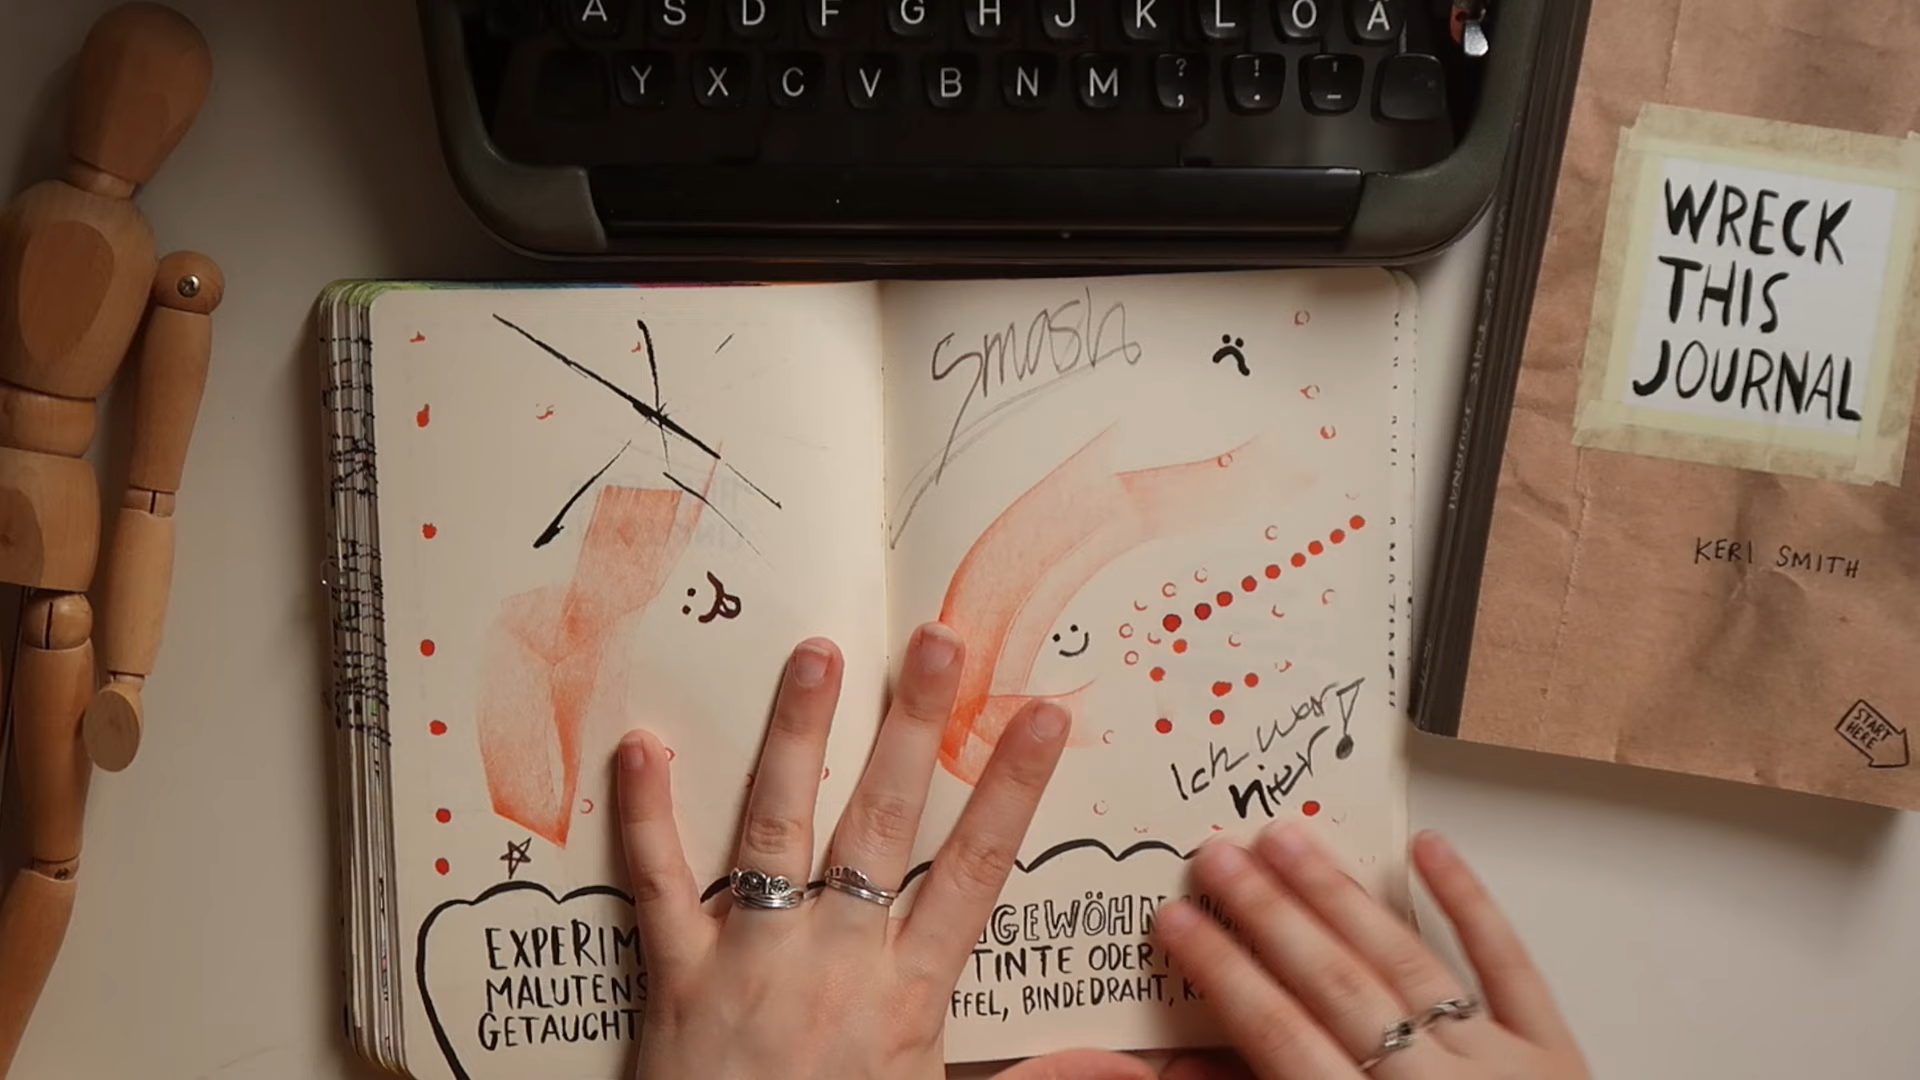 A S D F G H J K L Ö Ä
Y X C V B N M ? ; ! . ' _
Smash
Ich war
hier!
EXPERIM
MALUTENS
GETAUCHT
GEWÖHN
TINTE ODER
FFEL, BINDEDRAHT, K
WRECK
THIS
JOURNAL
KERI SMITH
START
HERE